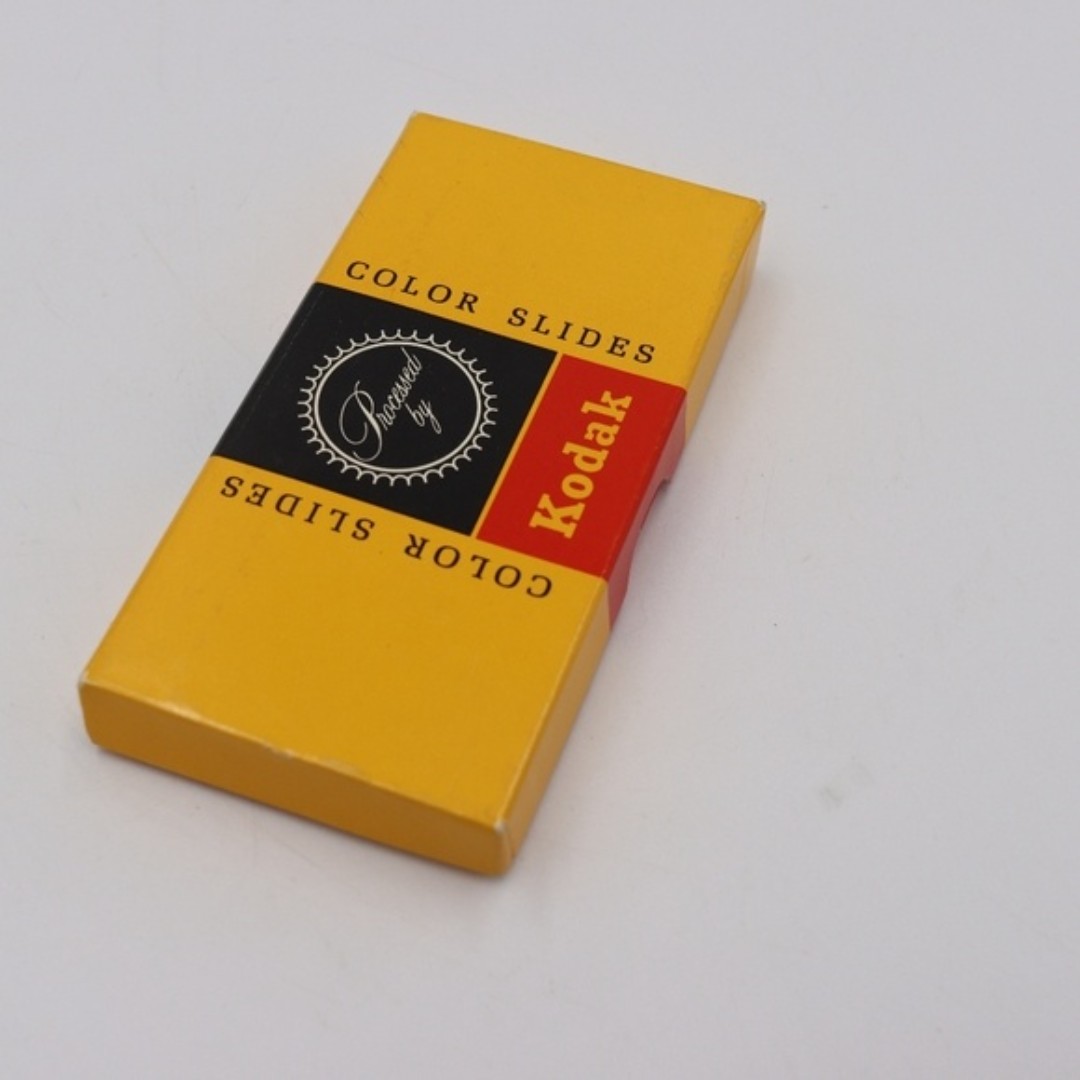 COLOR SLIDES
Processed
by
Kodak
COLOR SLIDES